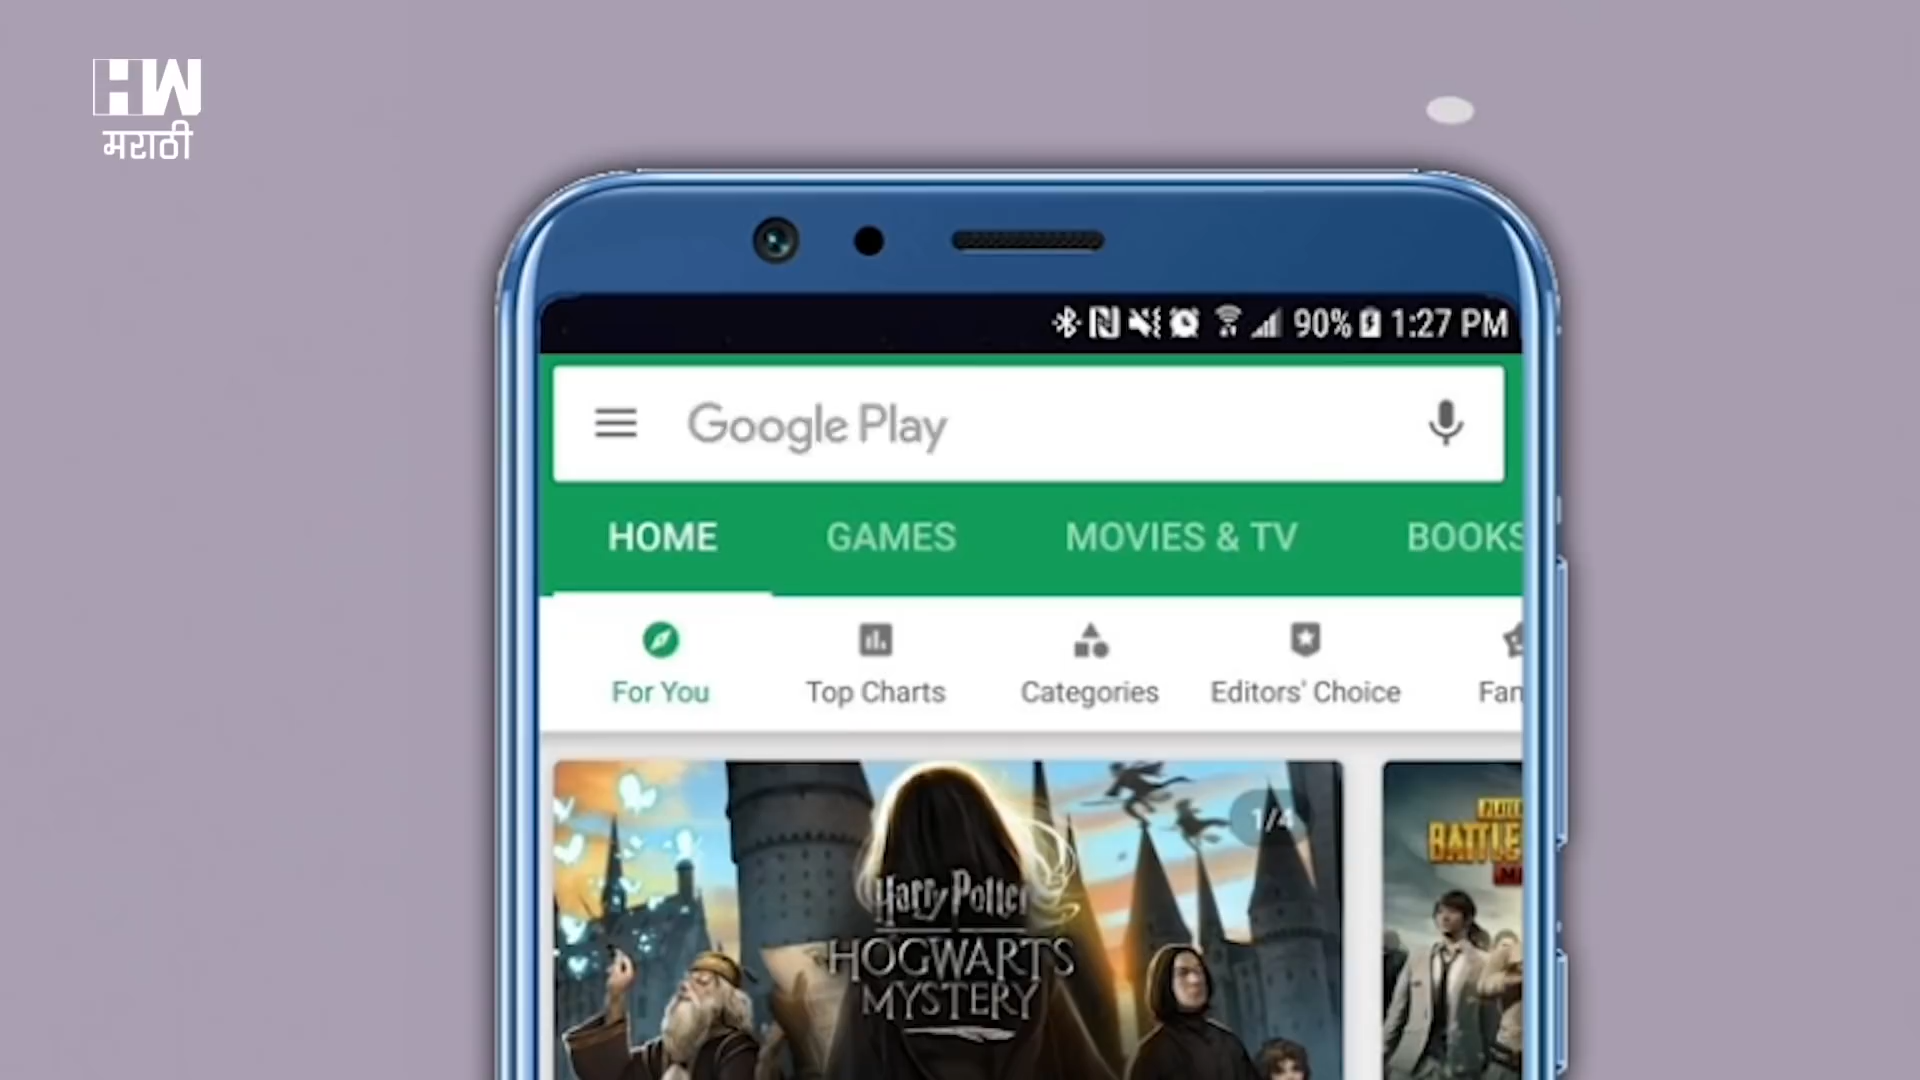 HW
मराठी
90% 1:27 PM
Google Play
HOME GAMES MOVIES & TV BOOKS
For You Top Charts Categories Editors' Choice Fan
1/4
Harry Potter
HOGWARTS
MYSTERY
BATTLE